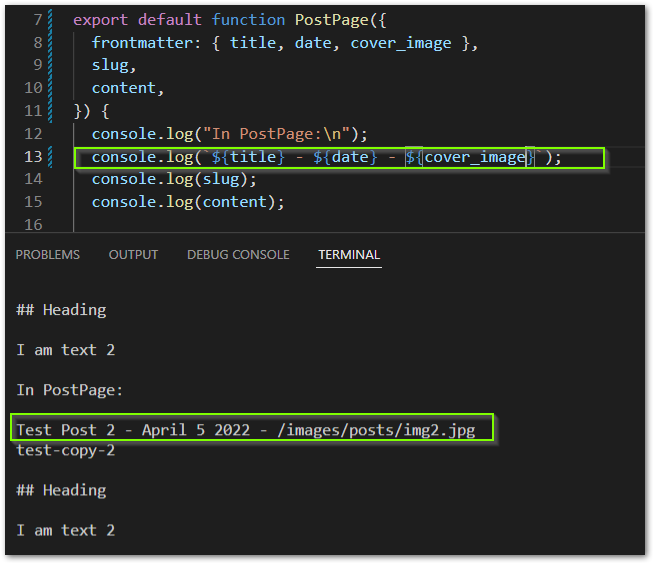 7 export default function PostPage({
8 frontmatter: { title, date, cover_image },
9 slug,
10 content,
11 }) {
12 console.log("In PostPage:\n");
13 console.log(`${title} - ${date} - ${cover_image}`);
14 console.log(slug);
15 console.log(content);
16
PROBLEMS OUTPUT DEBUG CONSOLE TERMINAL
## Heading
I am text 2
In PostPage:
Test Post 2 - April 5 2022 - /images/posts/img2.jpg
test-copy-2
## Heading
I am text 2